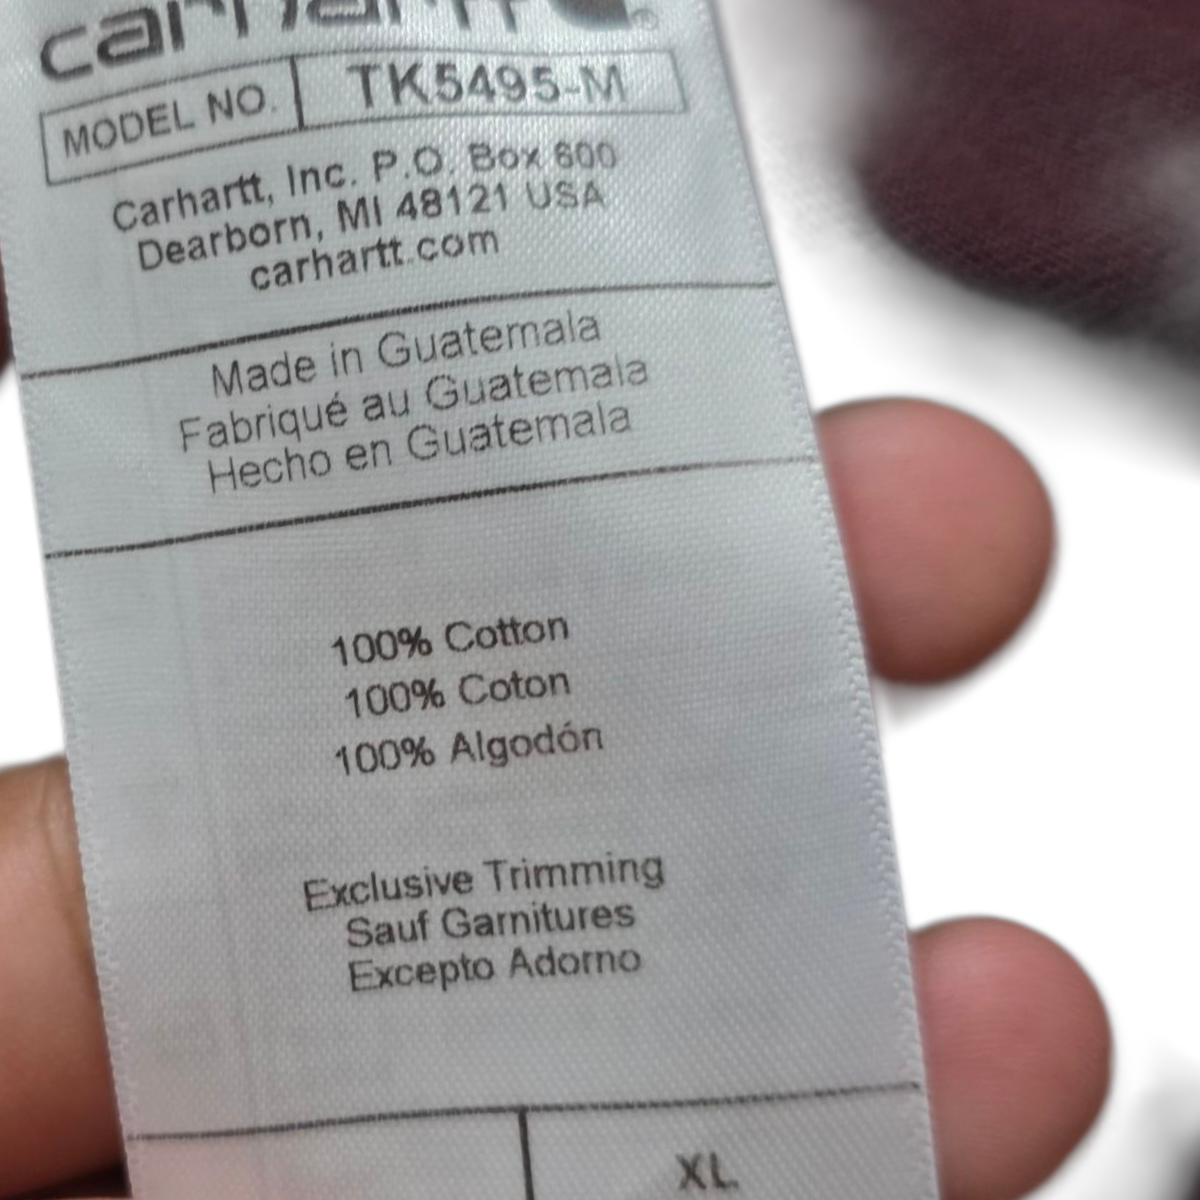 carhartt
MODEL NO. TK5495-M
Carhartt, Inc. P.O. Box 600
Dearborn, MI 48121 USA
carhartt.com
Made in Guatemala
Fabriqué au Guatemala
Hecho en Guatemala
100% Cotton
100% Coton
100% Algodón
Exclusive Trimming
Sauf Garnitures
Excepto Adorno
XL